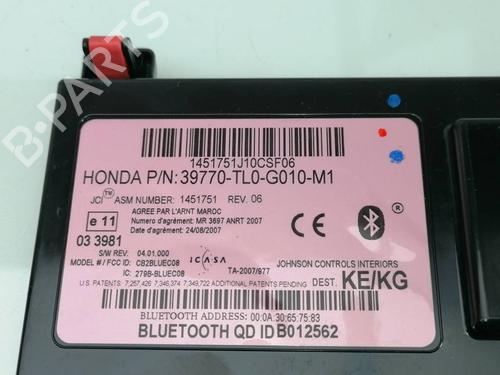 B-PARTS
1451751J10CSF06
HONDA P/N: 39770-TL0-G010-M1
JCI™ ASM NUMBER: 1451751 REV. 06
AGREE PAR L'ARNT MAROC
Numéro d'agrément: MR 3697 ANRT 2007
Date d'agrément: 24/08/2007
e 11
03 3981
S/W REV: 04.01.000
MODEL # / FCC ID: CB2BLUEC08
IC: 279B-BLUEC08
ICASA
TA-2007/977
CE
®
JOHNSON CONTROLS INTERIORS
DEST. KE/KG
U.S. PATENTS 7,257,426 7,346,374 7,349,722 ADDITIONAL PATENTS PENDING
BLUETOOTH ADDRESS: 00:0A:30:65:75:83
BLUETOOTH QD ID B012562